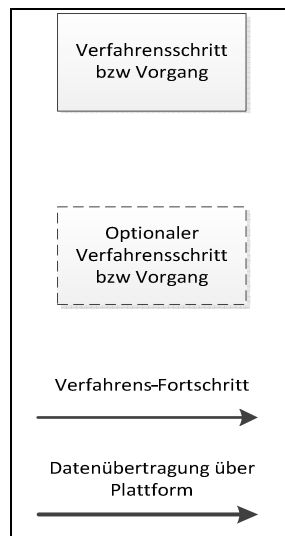 Verfahrensschritt
bzw Vorgang
Optionaler
Verfahrensschritt
bzw Vorgang
Verfahrens-Fortschritt
Datenübertragung über
Plattform